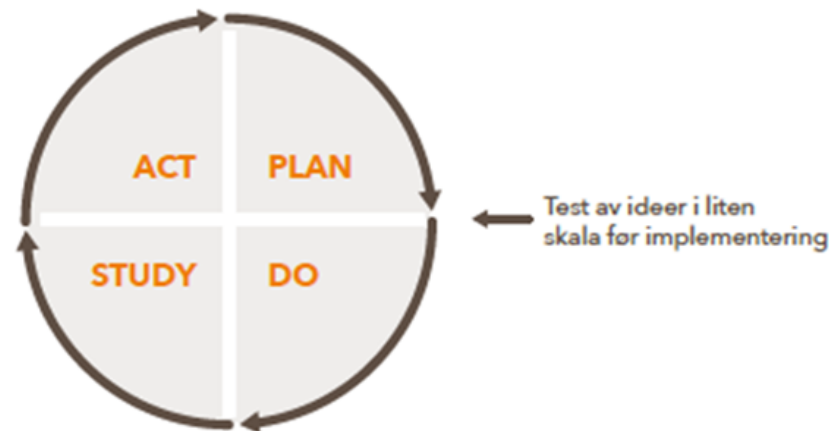 ACT PLAN
STUDY DO
Test av ideer i liten
skala før implementering